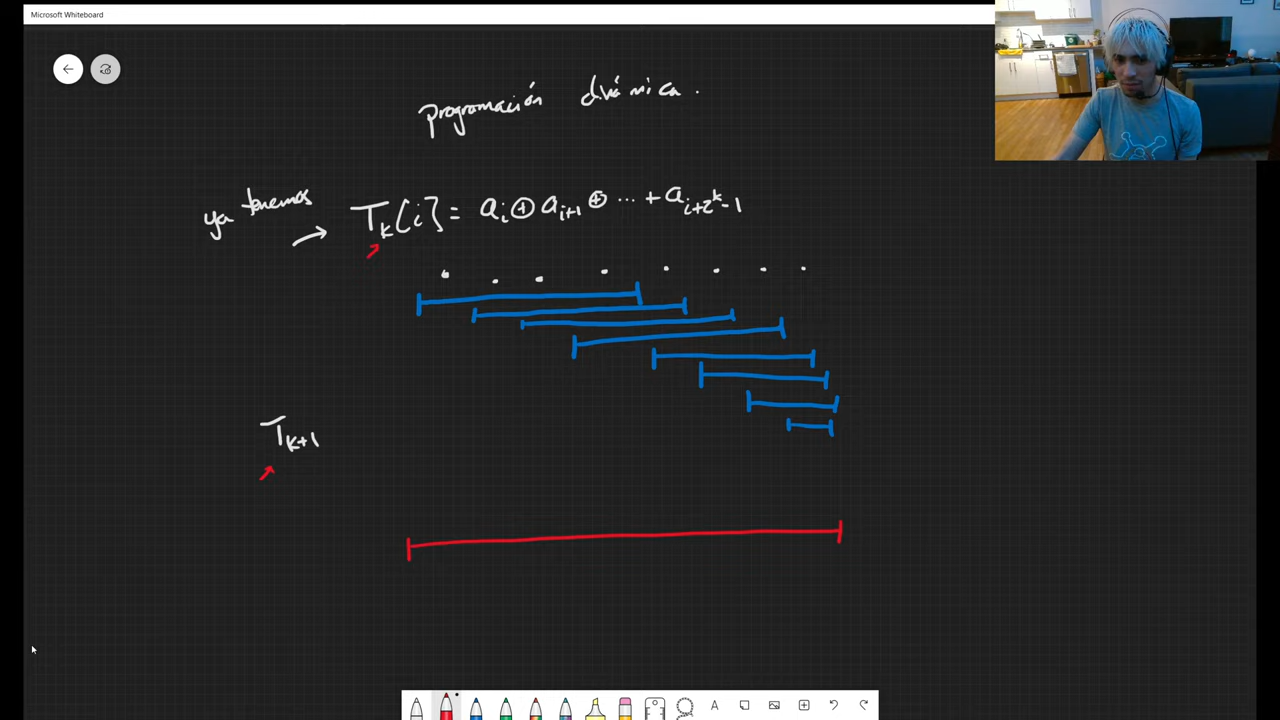 Microsoft Whiteboard
programación dinámica.
ya tenemos → T_k[i] = a_i ⊕ a_{i+1} ⊕ ... + a_{i+2^k-1}
T_{k+1}
A